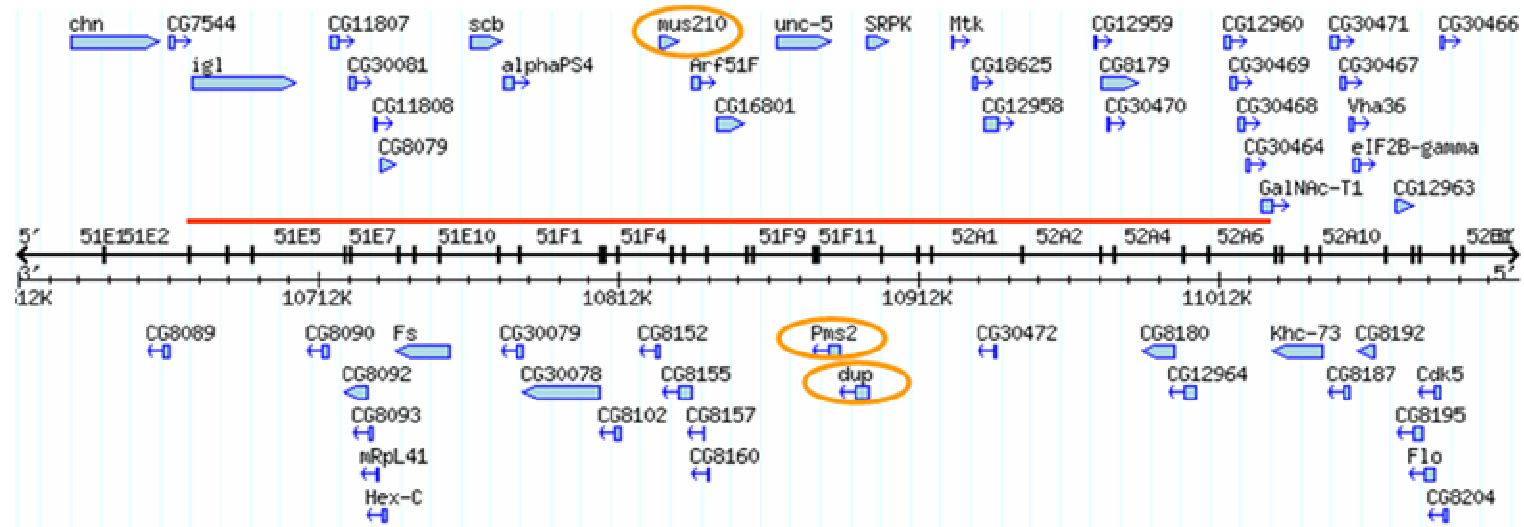 chn CG7544 CG11807 scb mus210 unc-5 SRPK Mtk CG12959 CG12960 CG30471 CG30466
igl CG30081 alphaPS4 Arf51F CG18625 CG8179 CG30469 CG30467
CG11808 CG16801 CG12958 CG30470 CG30468 Vha36
CG8079 CG30464 eIF2B-gamma
GalNAc-T1 CG12963
5′ 51E1 51E2 51E5 51E7 51E10 51F1 51F4 51F9 51F11 52A1 52A2 52A4 52A6 52A10
3′ 5′
12K 10712K 10812K 10912K 11012K
CG8089 CG8090 Fs CG30079 CG8152 Pms2 CG30472 CG8180 Khc-73 CG8192
CG8092 CG30078 CG8155 dup CG12964 CG8187 Cdk5
CG8093 CG8102 CG8157 CG8195
mRpL41 CG8160 Flo
Hex-C CG8204